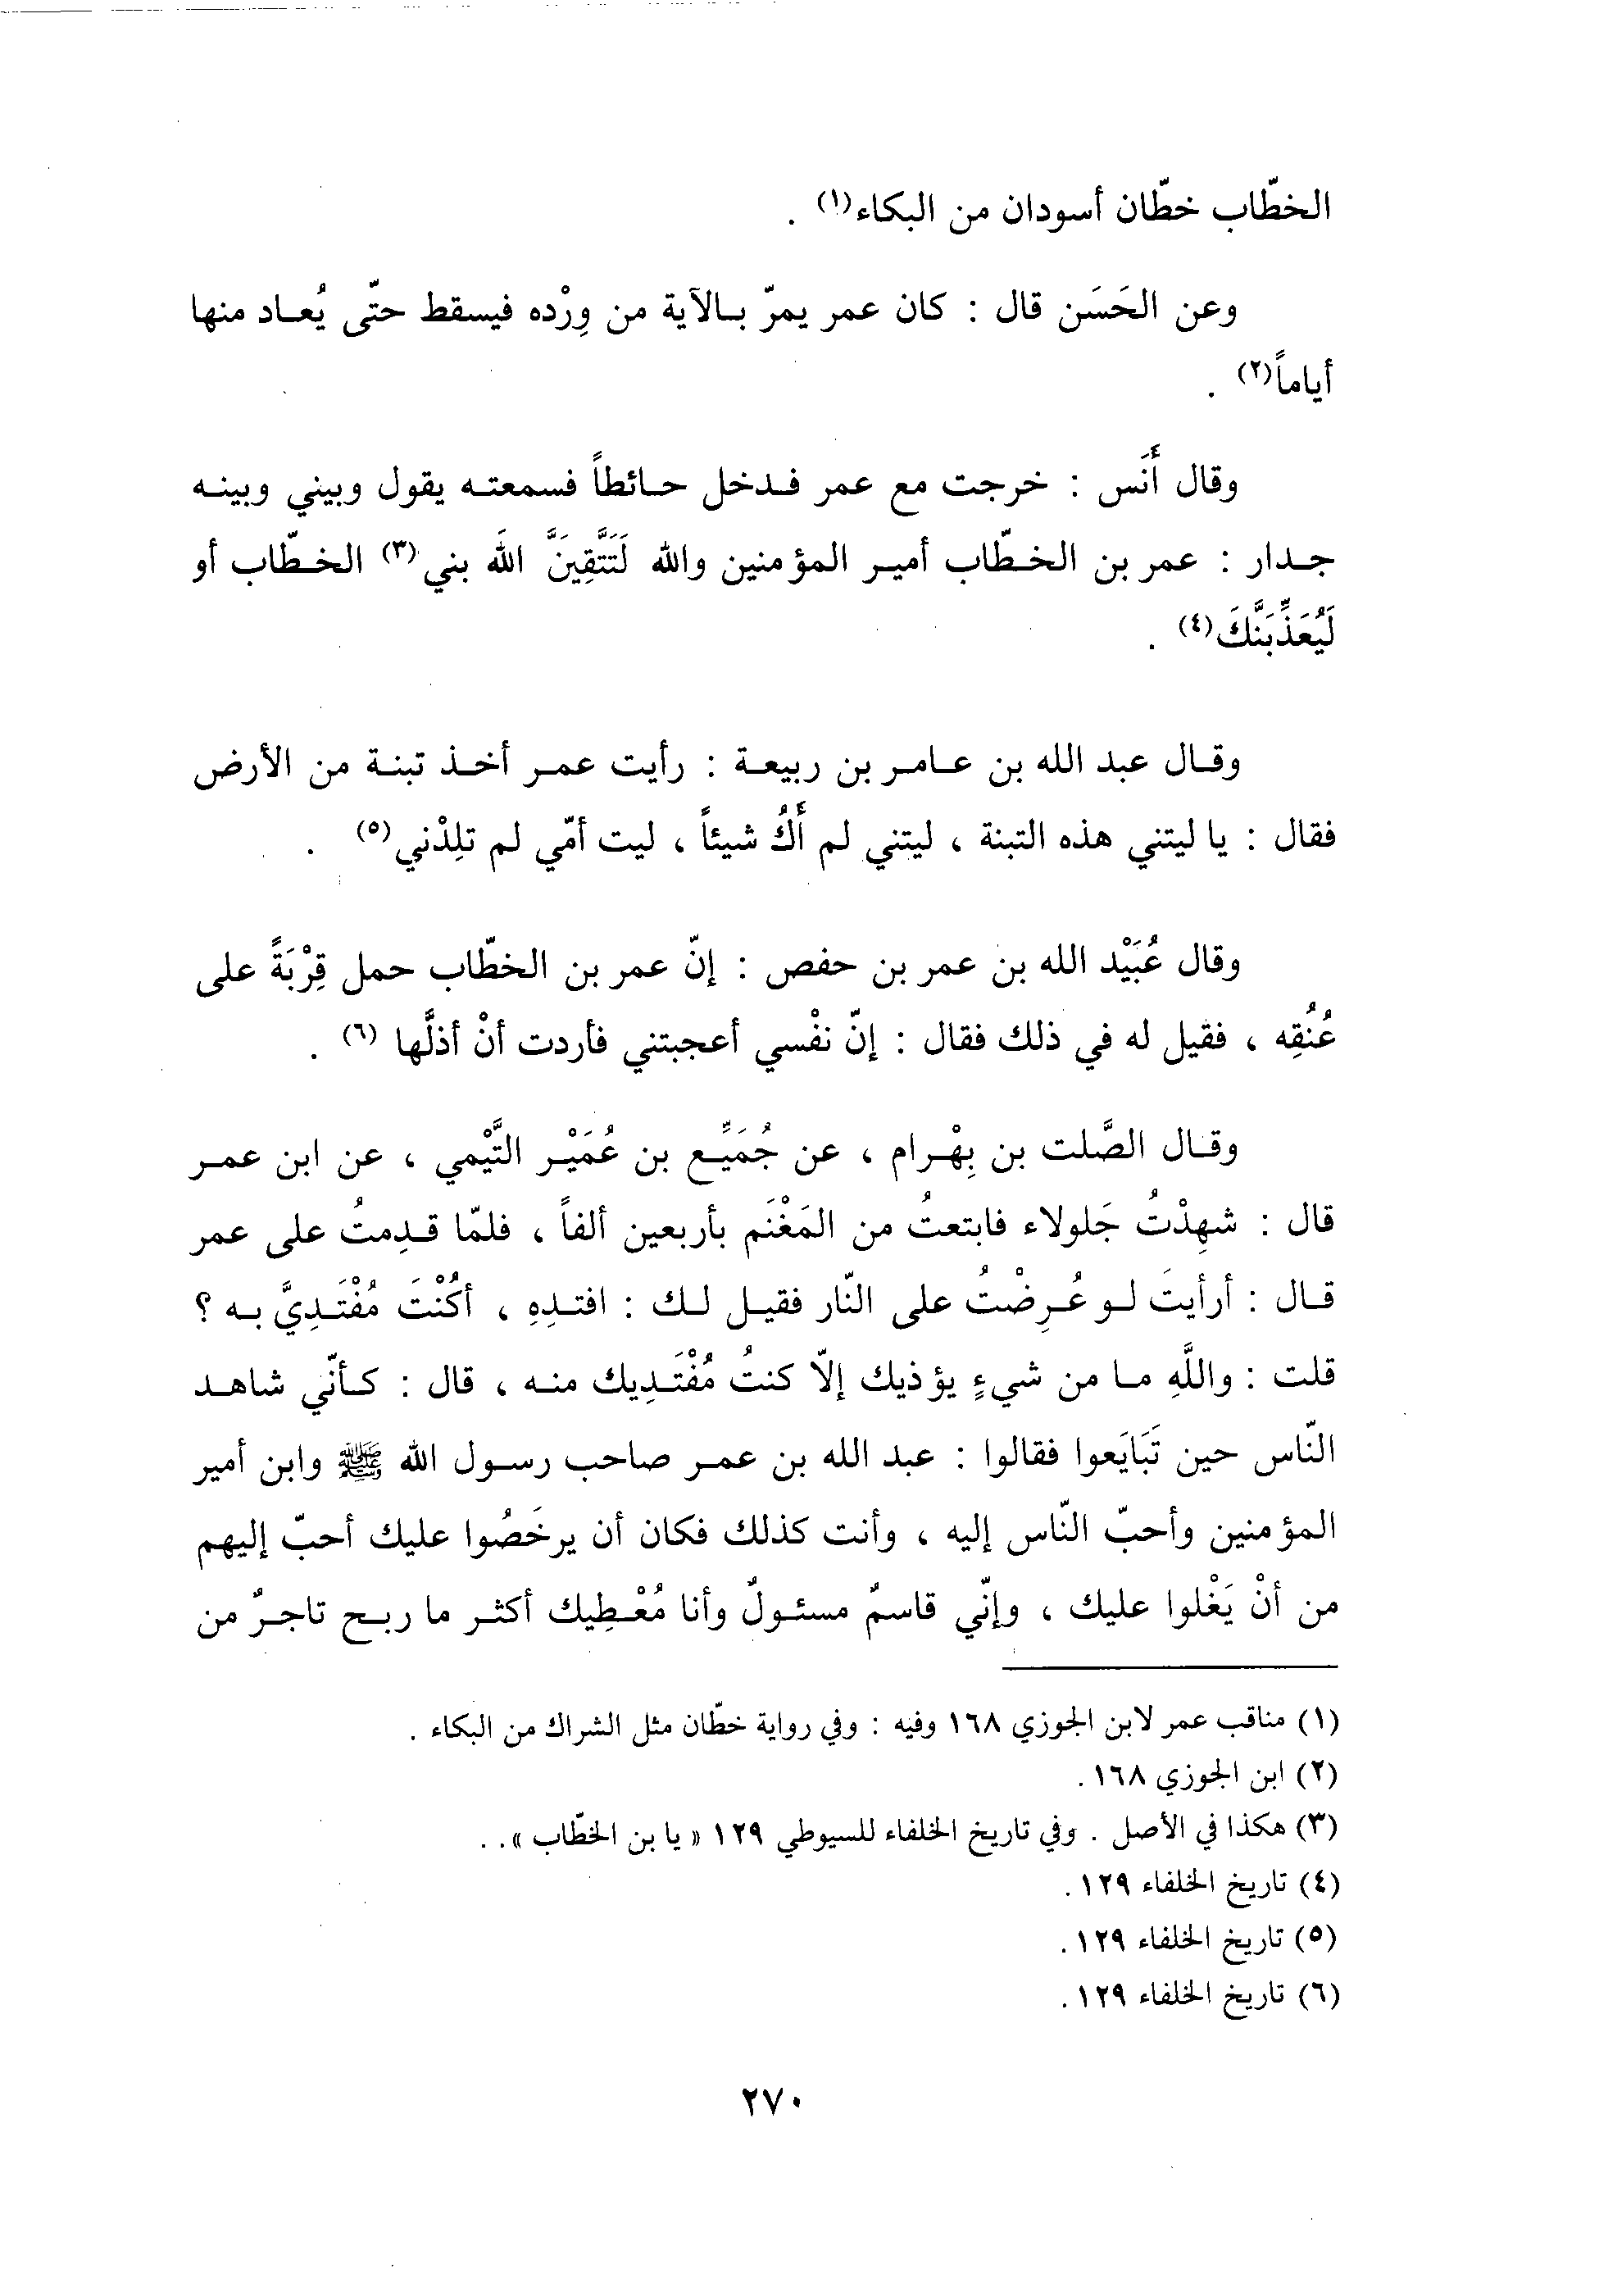 الخطّاب خطّان أسودان من البكاء(١) .
وعن الحَسَن قال : كان عمر يمرّ بالآية من وِرْده فيسقط حتّى يُعاد منها
أياماً(٢) .
وقال أَنَس : خرجت مع عمر فدخل حائطاً فسمعته يقول وبيني وبينه
جدار : عمر بن الخطّاب أمير المؤمنين والله لَتَتَّقِيَنَّ اللهَ بني(٣) الخطّاب أو
لَيُعَذِّبَنَّكَ(٤) .
وقال عبد الله بن عامر بن ربيعة : رأيت عمر أخذ تبنة من الأرض
فقال : يا ليتني هذه التبنة ، ليتني لم أَكُ شيئاً ، ليت أمّي لم تلِدْني(٥) .
وقال عُبَيْد الله بن عمر بن حفص : إنّ عمر بن الخطّاب حمل قِرْبَةً على
عُنُقِه ، فقيل له في ذلك فقال : إنّ نفْسي أعجبتني فأردت أنْ أذلَّها (٦) .
وقال الصَّلت بن بِهْرام ، عن جُمَيِّع بن عُمَيْر التَّيْمي ، عن ابن عمر
قال : شهِدْتُ جَلولاء فابتعتُ من المَغْنَم بأربعين ألفاً ، فلمّا قدِمتُ على عمر
قال : أرأيتَ لو عُرِضْتُ على النّار فقيل لك : افتدِهِ ، أكُنْتَ مُفْتَدِيَّ به ؟
قلت : واللَّهِ ما من شيءٍ يؤذيك إلّا كنتُ مُفْتَدِيك منه ، قال : كأنّي شاهد
النّاس حين تَبَايَعوا فقالوا : عبد الله بن عمر صاحب رسول الله ﷺ وابن أمير
المؤمنين وأحبّ النّاس إليه ، وأنت كذلك فكان أن يرخَصُوا عليك أحبّ إليهم
من أنْ يَغْلوا عليك ، وإنّي قاسمٌ مسئولٌ وأنا مُعْطِيك أكثر ما ربح تاجرٌ من
(١) مناقب عمر لابن الجوزي ١٦٨ وفيه : وفي رواية خطّان مثل الشراك من البكاء .
(٢) ابن الجوزي ١٦٨ .
(٣) هكذا في الأصل . وفي تاريخ الخلفاء للسيوطي ١٢٩ « يا بن الخطّاب » . .
(٤) تاريخ الخلفاء ١٢٩ .
(٥) تاريخ الخلفاء ١٢٩ .
(٦) تاريخ الخلفاء ١٢٩ .
٢٧٠